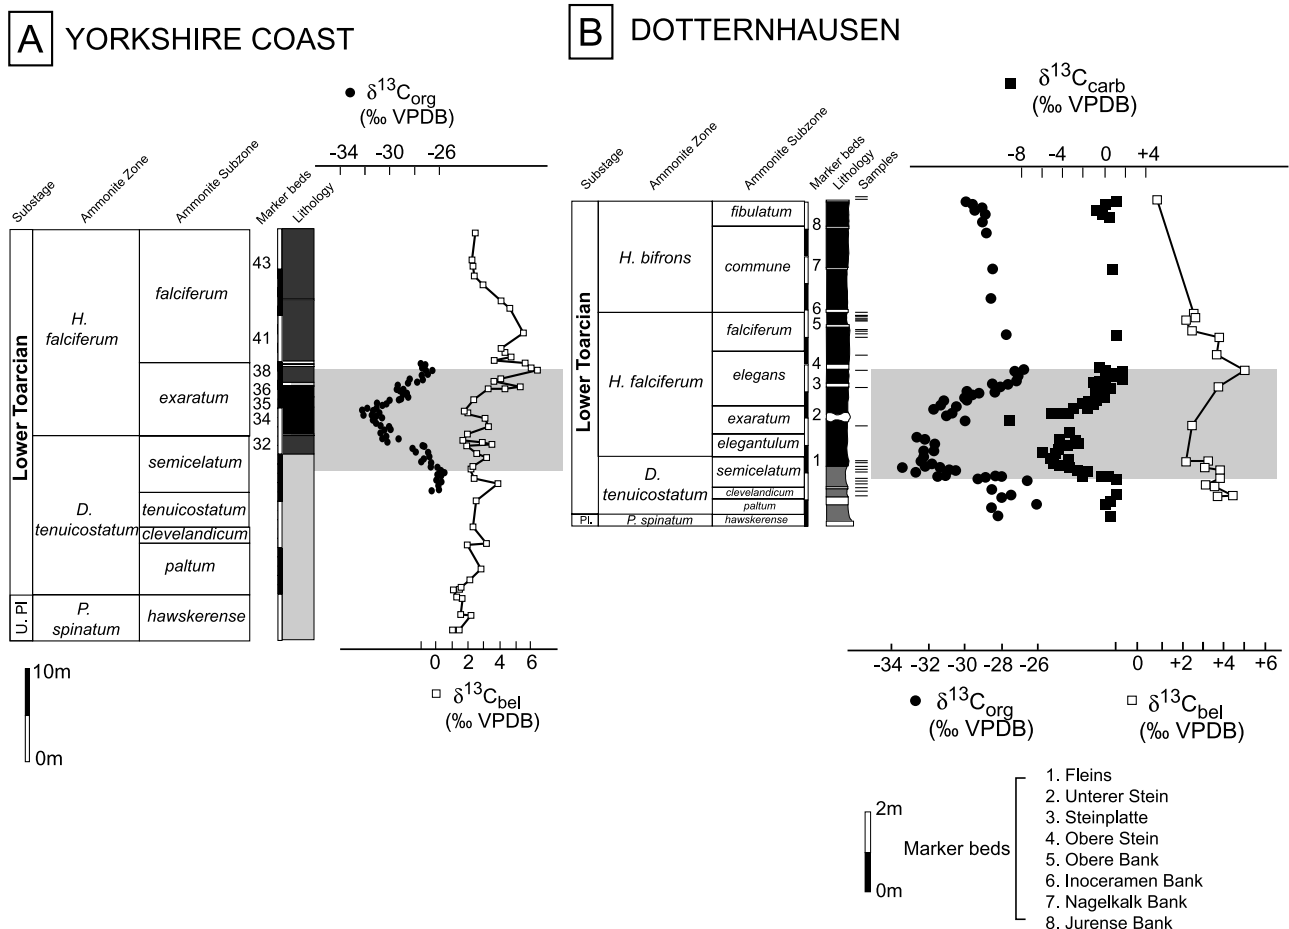 A YORKSHIRE COAST
δ13Corg
(‰ VPDB)
-34 -30 -26
Substage
Ammonite Zone
Ammonite Subzone
Marker beds
Lithology
Lower Toarcian
U. Pl
H.
falciferum
D.
tenuicostatum
P.
spinatum
falciferum
exaratum
semicelatum
tenuicostatum
clevelandicum
paltum
hawskerense
43
41
38
36
35
34
32
0 2 4 6
δ13Cbel
(‰ VPDB)
10m
0m
B DOTTERNHAUSEN
δ13Ccarb
(‰ VPDB)
-8 -4 0 +4
Substage
Ammonite Zone
Ammonite Subzone
Marker beds
Lithology
Samples
Lower Toarcian
Pl.
H. bifrons
H. falciferum
D.
tenuicostatum
P. spinatum
fibulatum
commune
falciferum
elegans
exaratum
elegantulum
semicelatum
clevelandicum
paltum
hawskerense
8
7
6
5
4
3
2
1
-34 -32 -30 -28 -26
0 +2 +4 +6
δ13Corg
(‰ VPDB)
δ13Cbel
(‰ VPDB)
2m
0m
Marker beds
1. Fleins
2. Unterer Stein
3. Steinplatte
4. Obere Stein
5. Obere Bank
6. Inoceramen Bank
7. Nagelkalk Bank
8. Jurense Bank